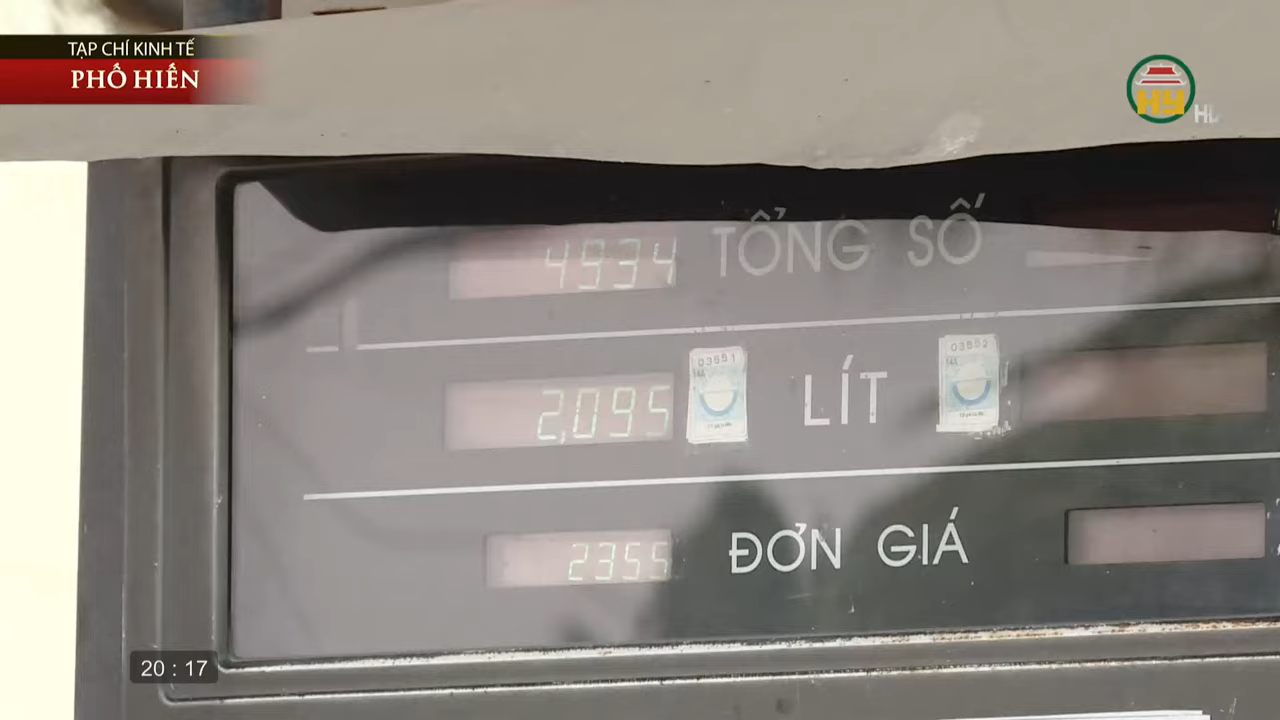 TẠP CHÍ KINH TẾ
PHỐ HIẾN
HY
4934 TỔNG SỐ
03551
03552
2,095 LÍT
2355 ĐƠN GIÁ
20 : 17